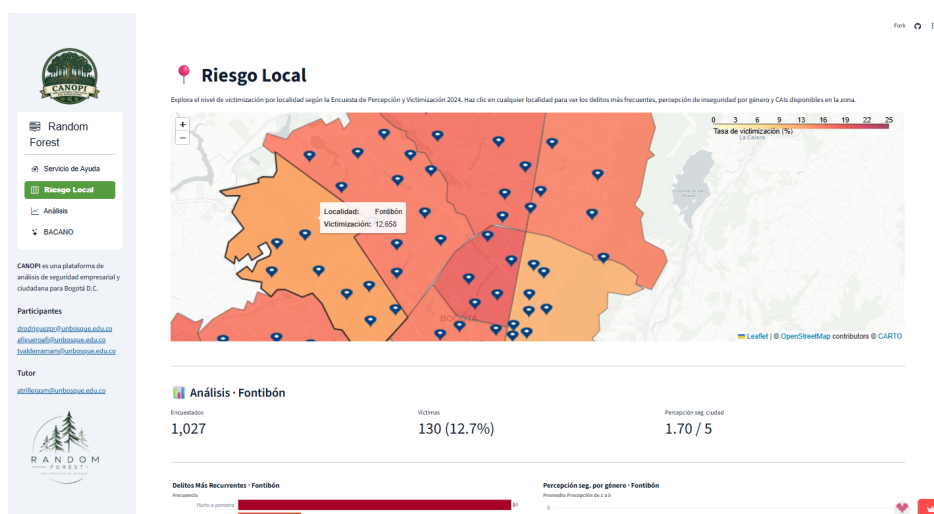 Fork
CANOPI
Random
Forest
Servicio de Ayuda
Riesgo Local
Análisis
BACANO
CANOPI es una plataforma de
análisis de seguridad empresarial y
ciudadana para Bogotá D.C.
Participantes
drodriguezpr@unbosque.edu.co
afigueroafi@unbosque.edu.co
tvalderramam@unbosque.edu.co
Tutor
atrillerasm@unbosque.edu.co
RANDOM
FOREST
Riesgo Local
Explora el nivel de victimización por localidad según la Encuesta de Percepción y Victimización 2024. Haz clic en cualquier localidad para ver los delitos más frecuentes, percepción de inseguridad por género y CAIs disponibles en la zona.
+
−
0 3 6 9 13 16 19 22 25
Tasa de victimización (%)
La Calera
Localidad: Fontibón
Victimización: 12,658
BOGOTÁ
Leaflet | © OpenStreetMap contributors © CARTO
Análisis · Fontibón
Encuestados
1,027
Víctimas
130 (12.7%)
Percepción seg. ciudad
1.70 / 5
Delitos Más Recurrentes · Fontibón
Frecuencia
Hurto a persona
91
Percepción seg. por género · Fontibón
Promedio Percepción de 1 a 5
5